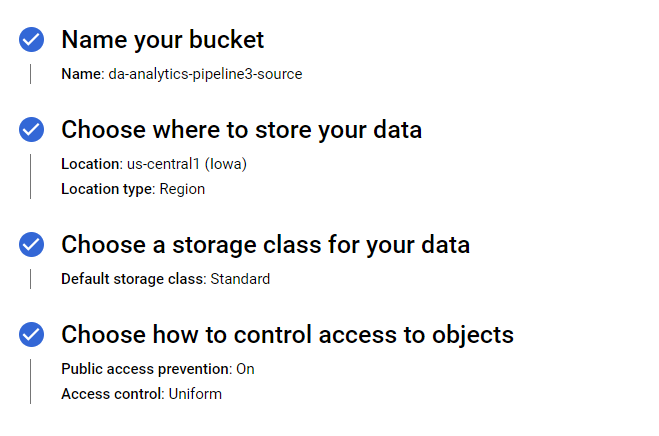 Name your bucket
Name: da-analytics-pipeline3-source
Choose where to store your data
Location: us-central1 (Iowa)
Location type: Region
Choose a storage class for your data
Default storage class: Standard
Choose how to control access to objects
Public access prevention: On
Access control: Uniform